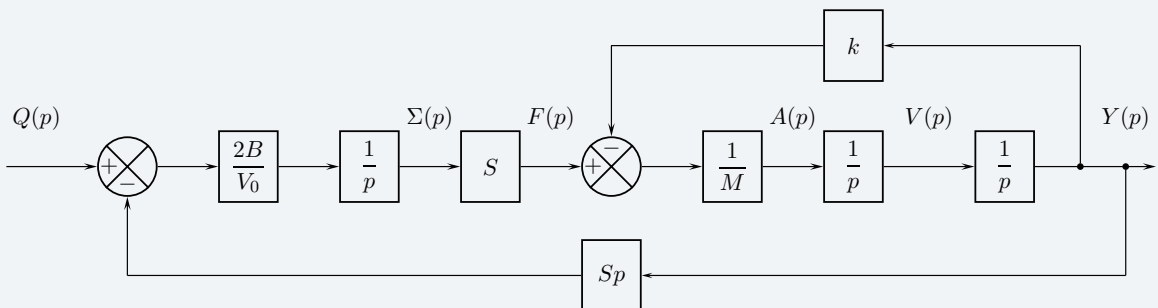 k
Q(p) Σ(p) F(p) A(p) V(p) Y(p)
+ − 2B/V₀ 1/p S + − 1/M 1/p 1/p
Sp